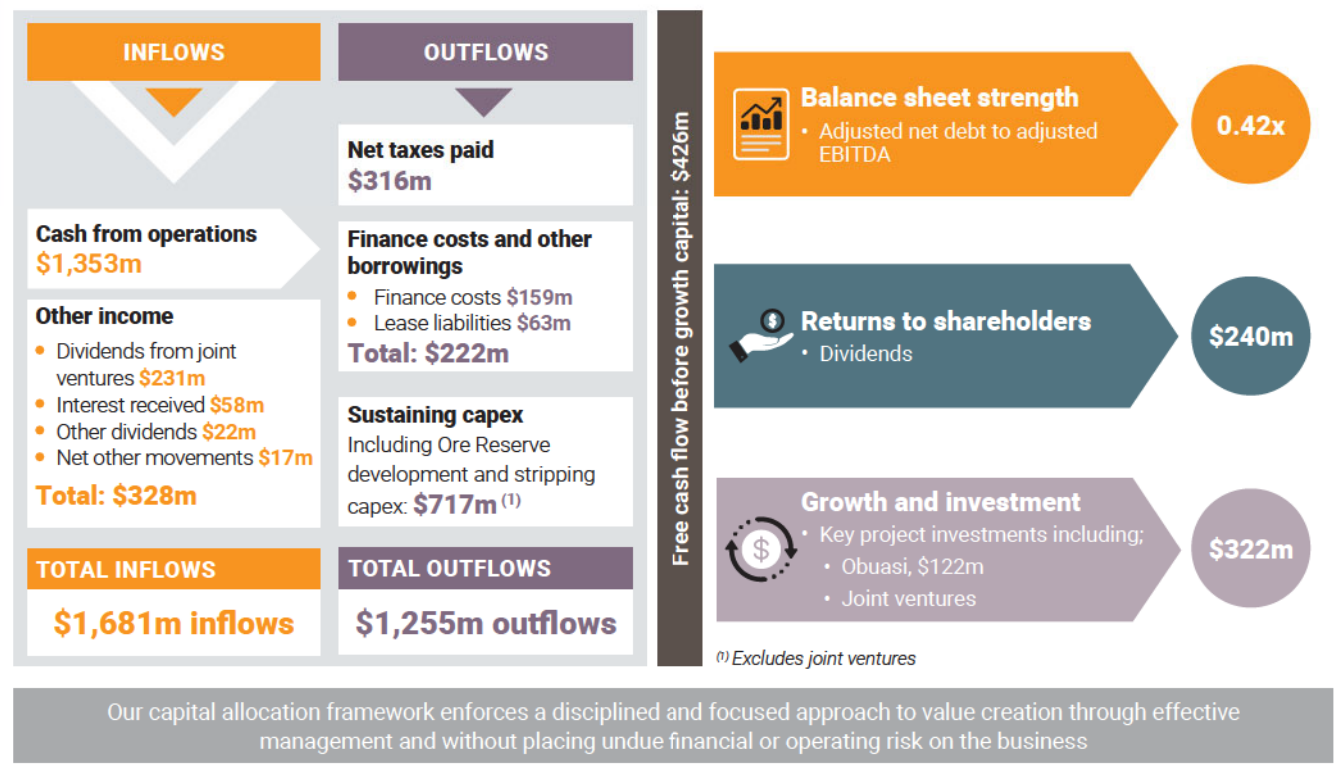 INFLOWS
Cash from operations
$1,353m
Other income
• Dividends from joint
ventures $231m
• Interest received $58m
• Other dividends $22m
• Net other movements $17m
Total: $328m
TOTAL INFLOWS
$1,681m inflows
OUTFLOWS
Net taxes paid
$316m
Finance costs and other
borrowings
• Finance costs $159m
• Lease liabilities $63m
Total: $222m
Sustaining capex
Including Ore Reserve
development and stripping
capex: $717m (1)
TOTAL OUTFLOWS
$1,255m outflows
Free cash flow before growth capital: $426m
Balance sheet strength
• Adjusted net debt to adjusted
EBITDA
0.42x
Returns to shareholders
• Dividends
$240m
Growth and investment
• Key project investments including;
• Obuasi, $122m
• Joint ventures
$322m
(1) Excludes joint ventures
Our capital allocation framework enforces a disciplined and focused approach to value creation through effective
management and without placing undue financial or operating risk on the business